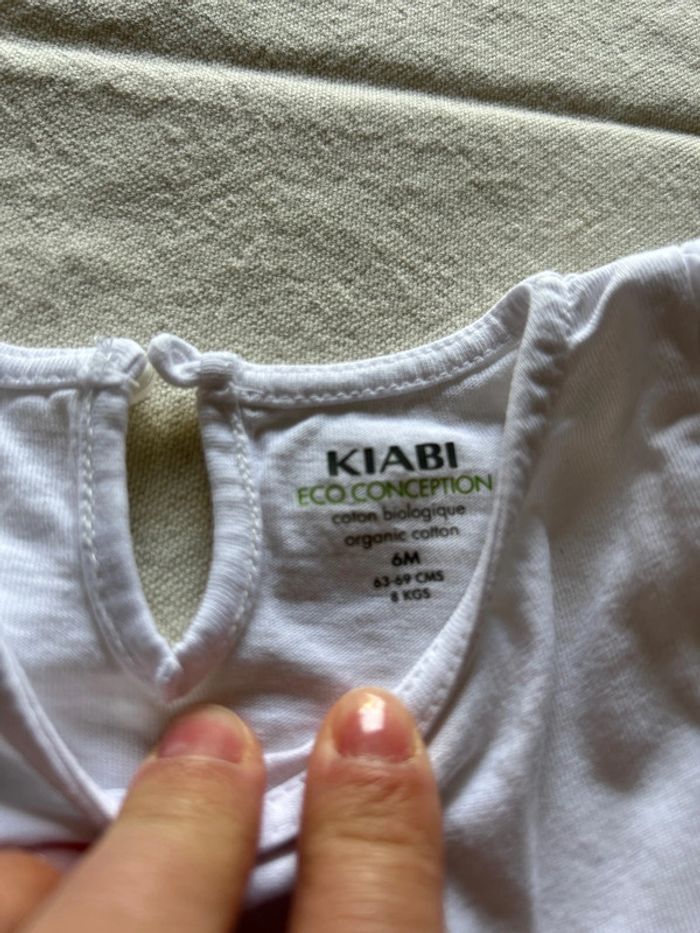 KIABI
ECO CONCEPTION
coton biologique
organic cotton
6M
63-69 CMS
8 KGS